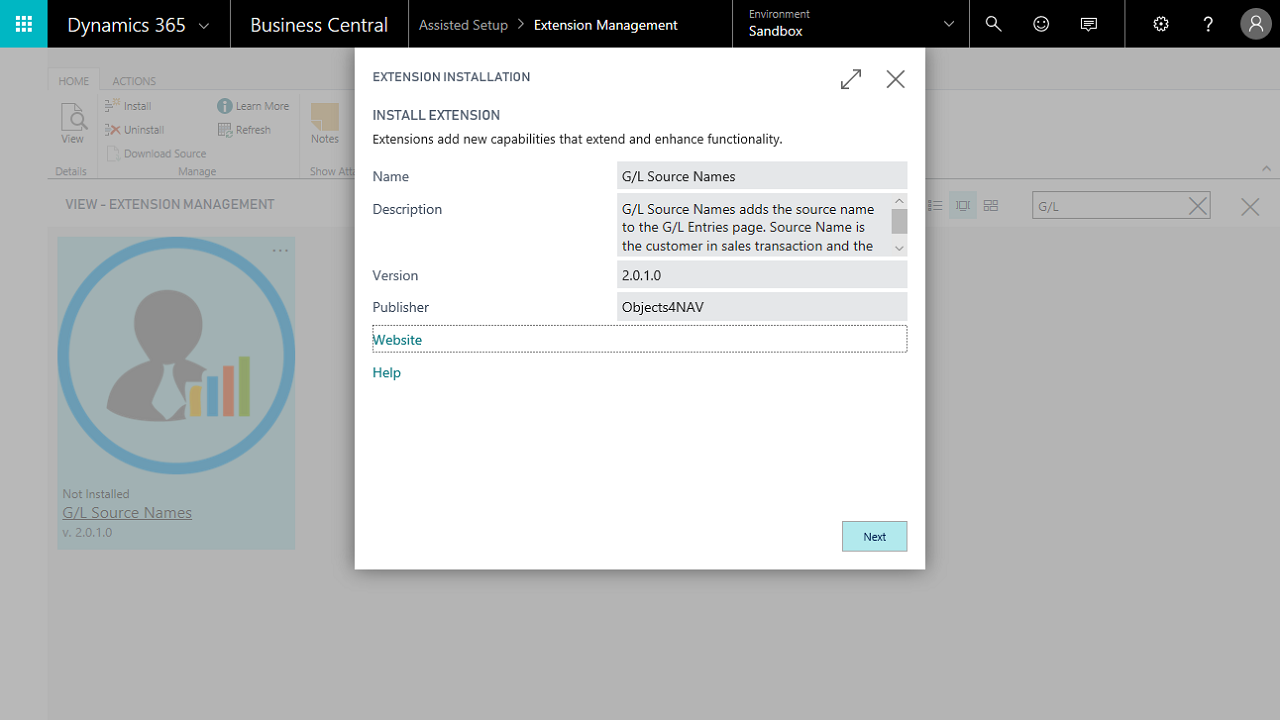 Dynamics 365
Business Central
Assisted Setup > Extension Management
Environment
Sandbox
HOME
ACTIONS
View
Install
Uninstall
Download Source
Learn More
Refresh
Notes
Details
Manage
Show Atta
VIEW - EXTENSION MANAGEMENT
G/L
Not Installed
G/L Source Names
v. 2.0.1.0
EXTENSION INSTALLATION
INSTALL EXTENSION
Extensions add new capabilities that extend and enhance functionality.
Name
G/L Source Names
Description
G/L Source Names adds the source name
to the G/L Entries page. Source Name is
the customer in sales transaction and the
Version
2.0.1.0
Publisher
Objects4NAV
Website
Help
Next